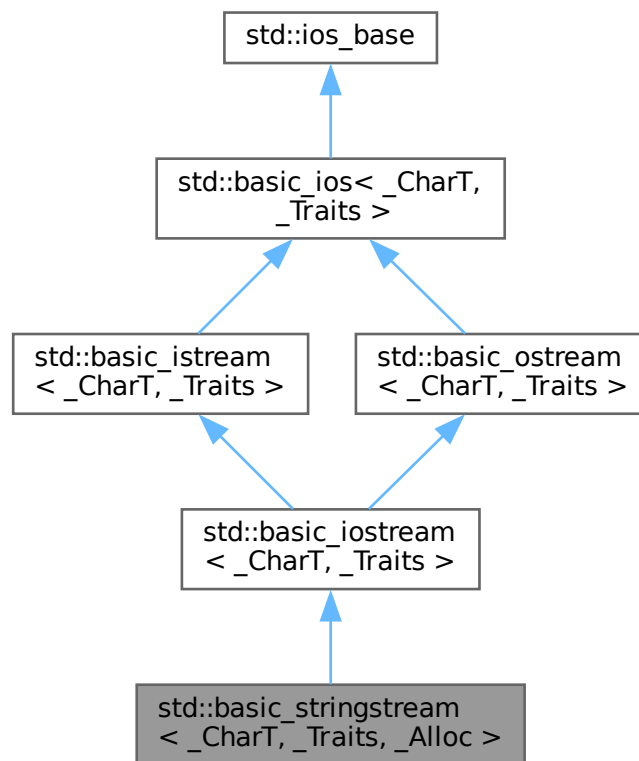 std::ios_base
std::basic_ios< _CharT,
_Traits >
std::basic_istream
< _CharT, _Traits >
std::basic_ostream
< _CharT, _Traits >
std::basic_iostream
< _CharT, _Traits >
std::basic_stringstream
< _CharT, _Traits, _Alloc >